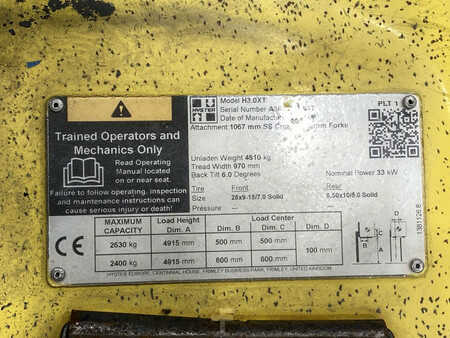 Trained Operators and
Mechanics Only
Read Operating
Manual located
on or near seat.
Failure to follow operating, inspection
and maintenance instructions can
cause serious injury or death!
HYSTER
Model H3.0XT
Serial Number
Date of Manufacture
Attachment 1067 mm SS Forks
PLT 1
Unladen Weight 4510 kg
Tread Width 970 mm
Back Tilt 6.0 Degrees
Nominal Power 33 kW
Tire Front Rear
Size 28x9-15/7.0 Solid 6.50x10/5.0 Solid
Pressure
MAXIMUM CAPACITY Load Height Dim. A Load Center Dim. B Dim. C Dim. D
2630 kg 4915 mm 500 mm 500 mm 100 mm
2400 kg 4915 mm 600 mm 600 mm
CE
HYSTER EUROPE, CENTENNIAL HOUSE, FRIMLEY BUSINESS PARK, FRIMLEY, UNITED KINGDOM
D
C
A
B